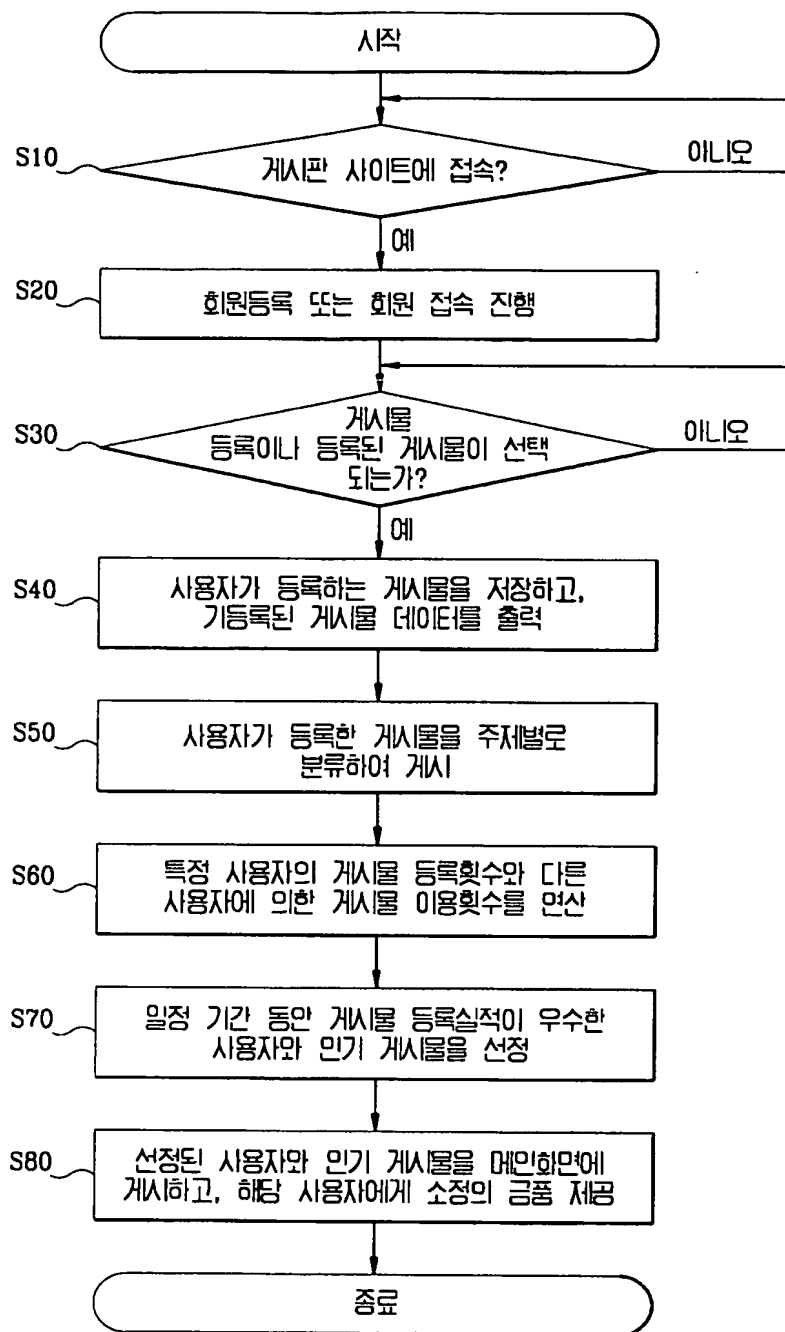 시작
S10
게시판 사이트에 접속?
아니오
예
S20
회원등록 또는 회원 접속 진행
S30
게시물
등록이나 등록된 게시물이 선택
되는가?
아니오
예
S40
사용자가 등록하는 게시물을 저장하고,
기등록된 게시물 데이터를 출력
S50
사용자가 등록한 게시물을 주제별로
분류하여 게시
S60
특정 사용자의 게시물 등록횟수와 다른
사용자에 의한 게시물 이용횟수를 연산
S70
일정 기간 동안 게시물 등록실적이 우수한
사용자와 인기 게시물을 선정
S80
선정된 사용자와 인기 게시물을 메인화면에
게시하고, 해당 사용자에게 소정의 금품 제공
종료